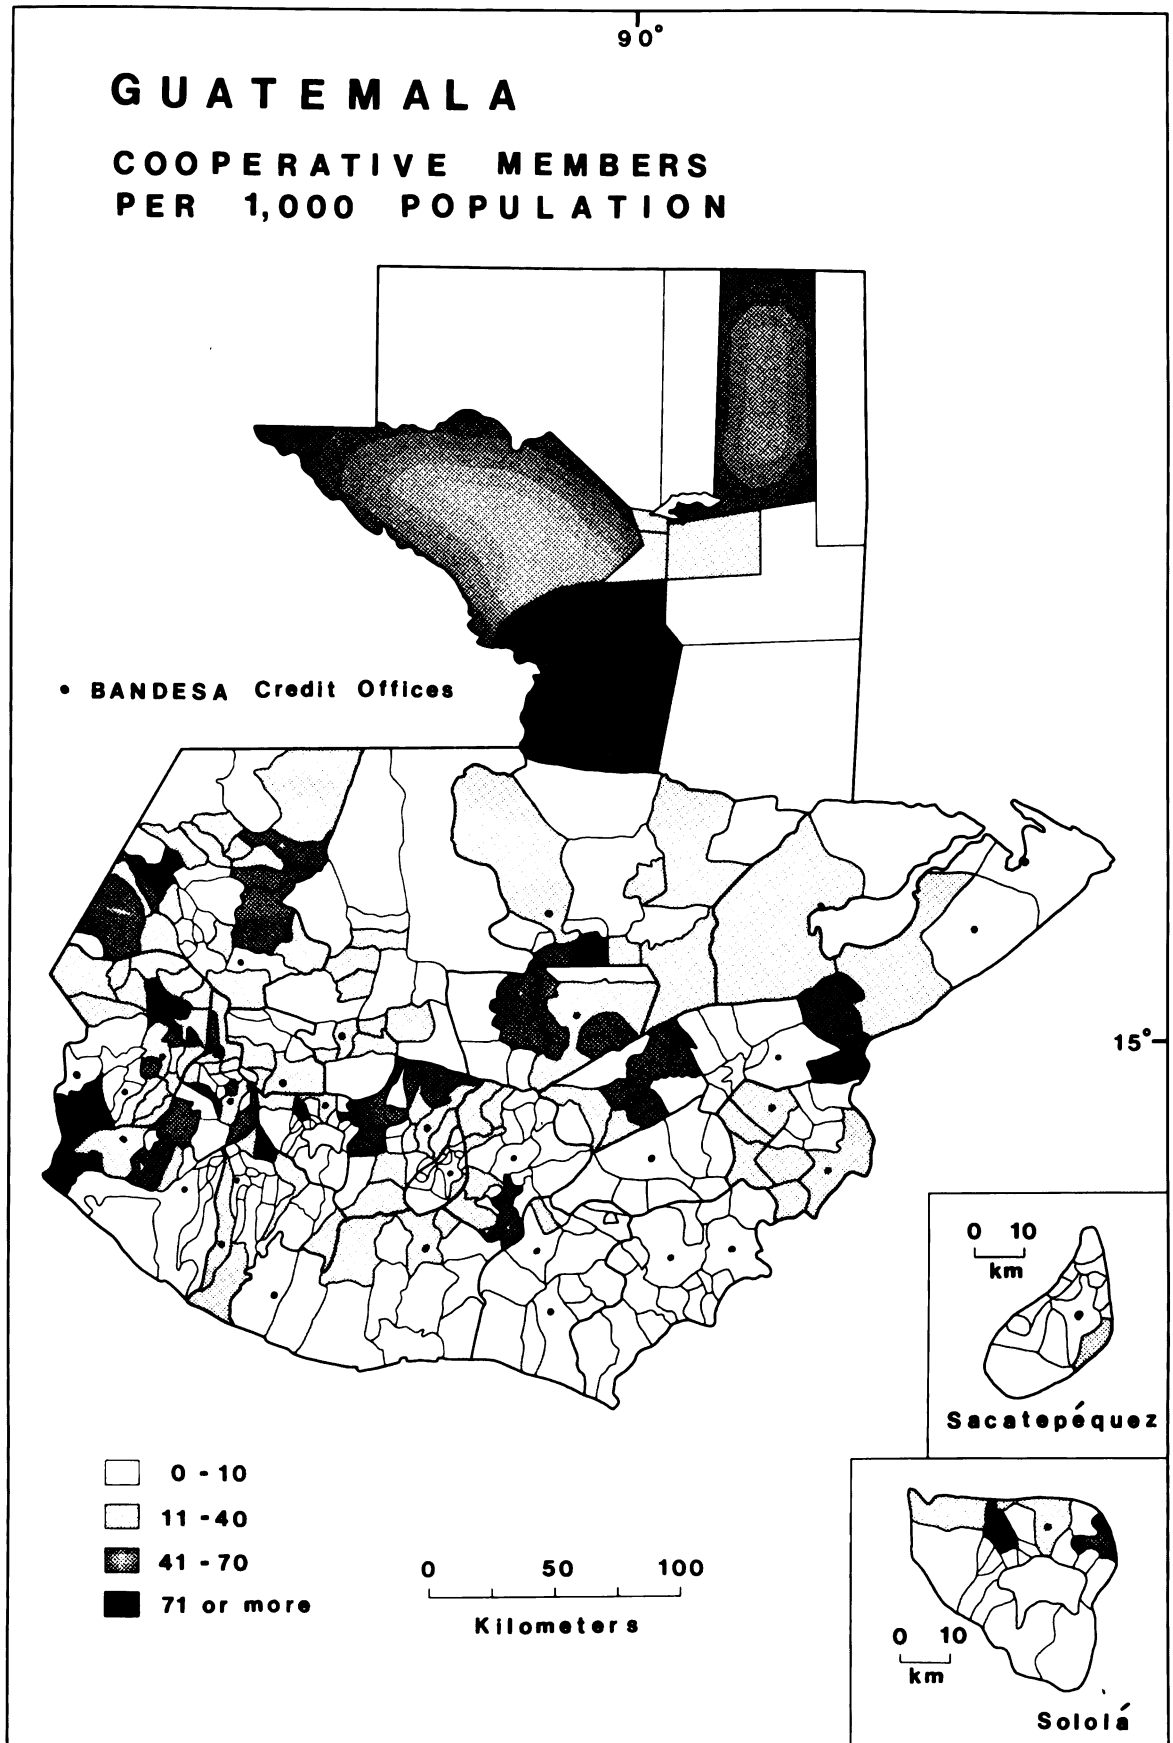 90°
GUATEMALA
COOPERATIVE MEMBERS
PER 1,000 POPULATION
• BANDESA Credit Offices
15°
0 10
km
Sacatepéquez
0 - 10
11 - 40
41 - 70
71 or more
0 50 100
Kilometers
0 10
km
Sololá